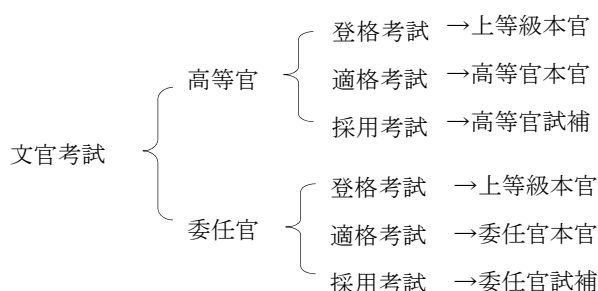 登格考試 →上等級本官
高等官 適格考試 →高等官本官
採用考試 →高等官試補
文官考試
登格考試 →上等級本官
委任官 適格考試 →委任官本官
採用考試 →委任官試補